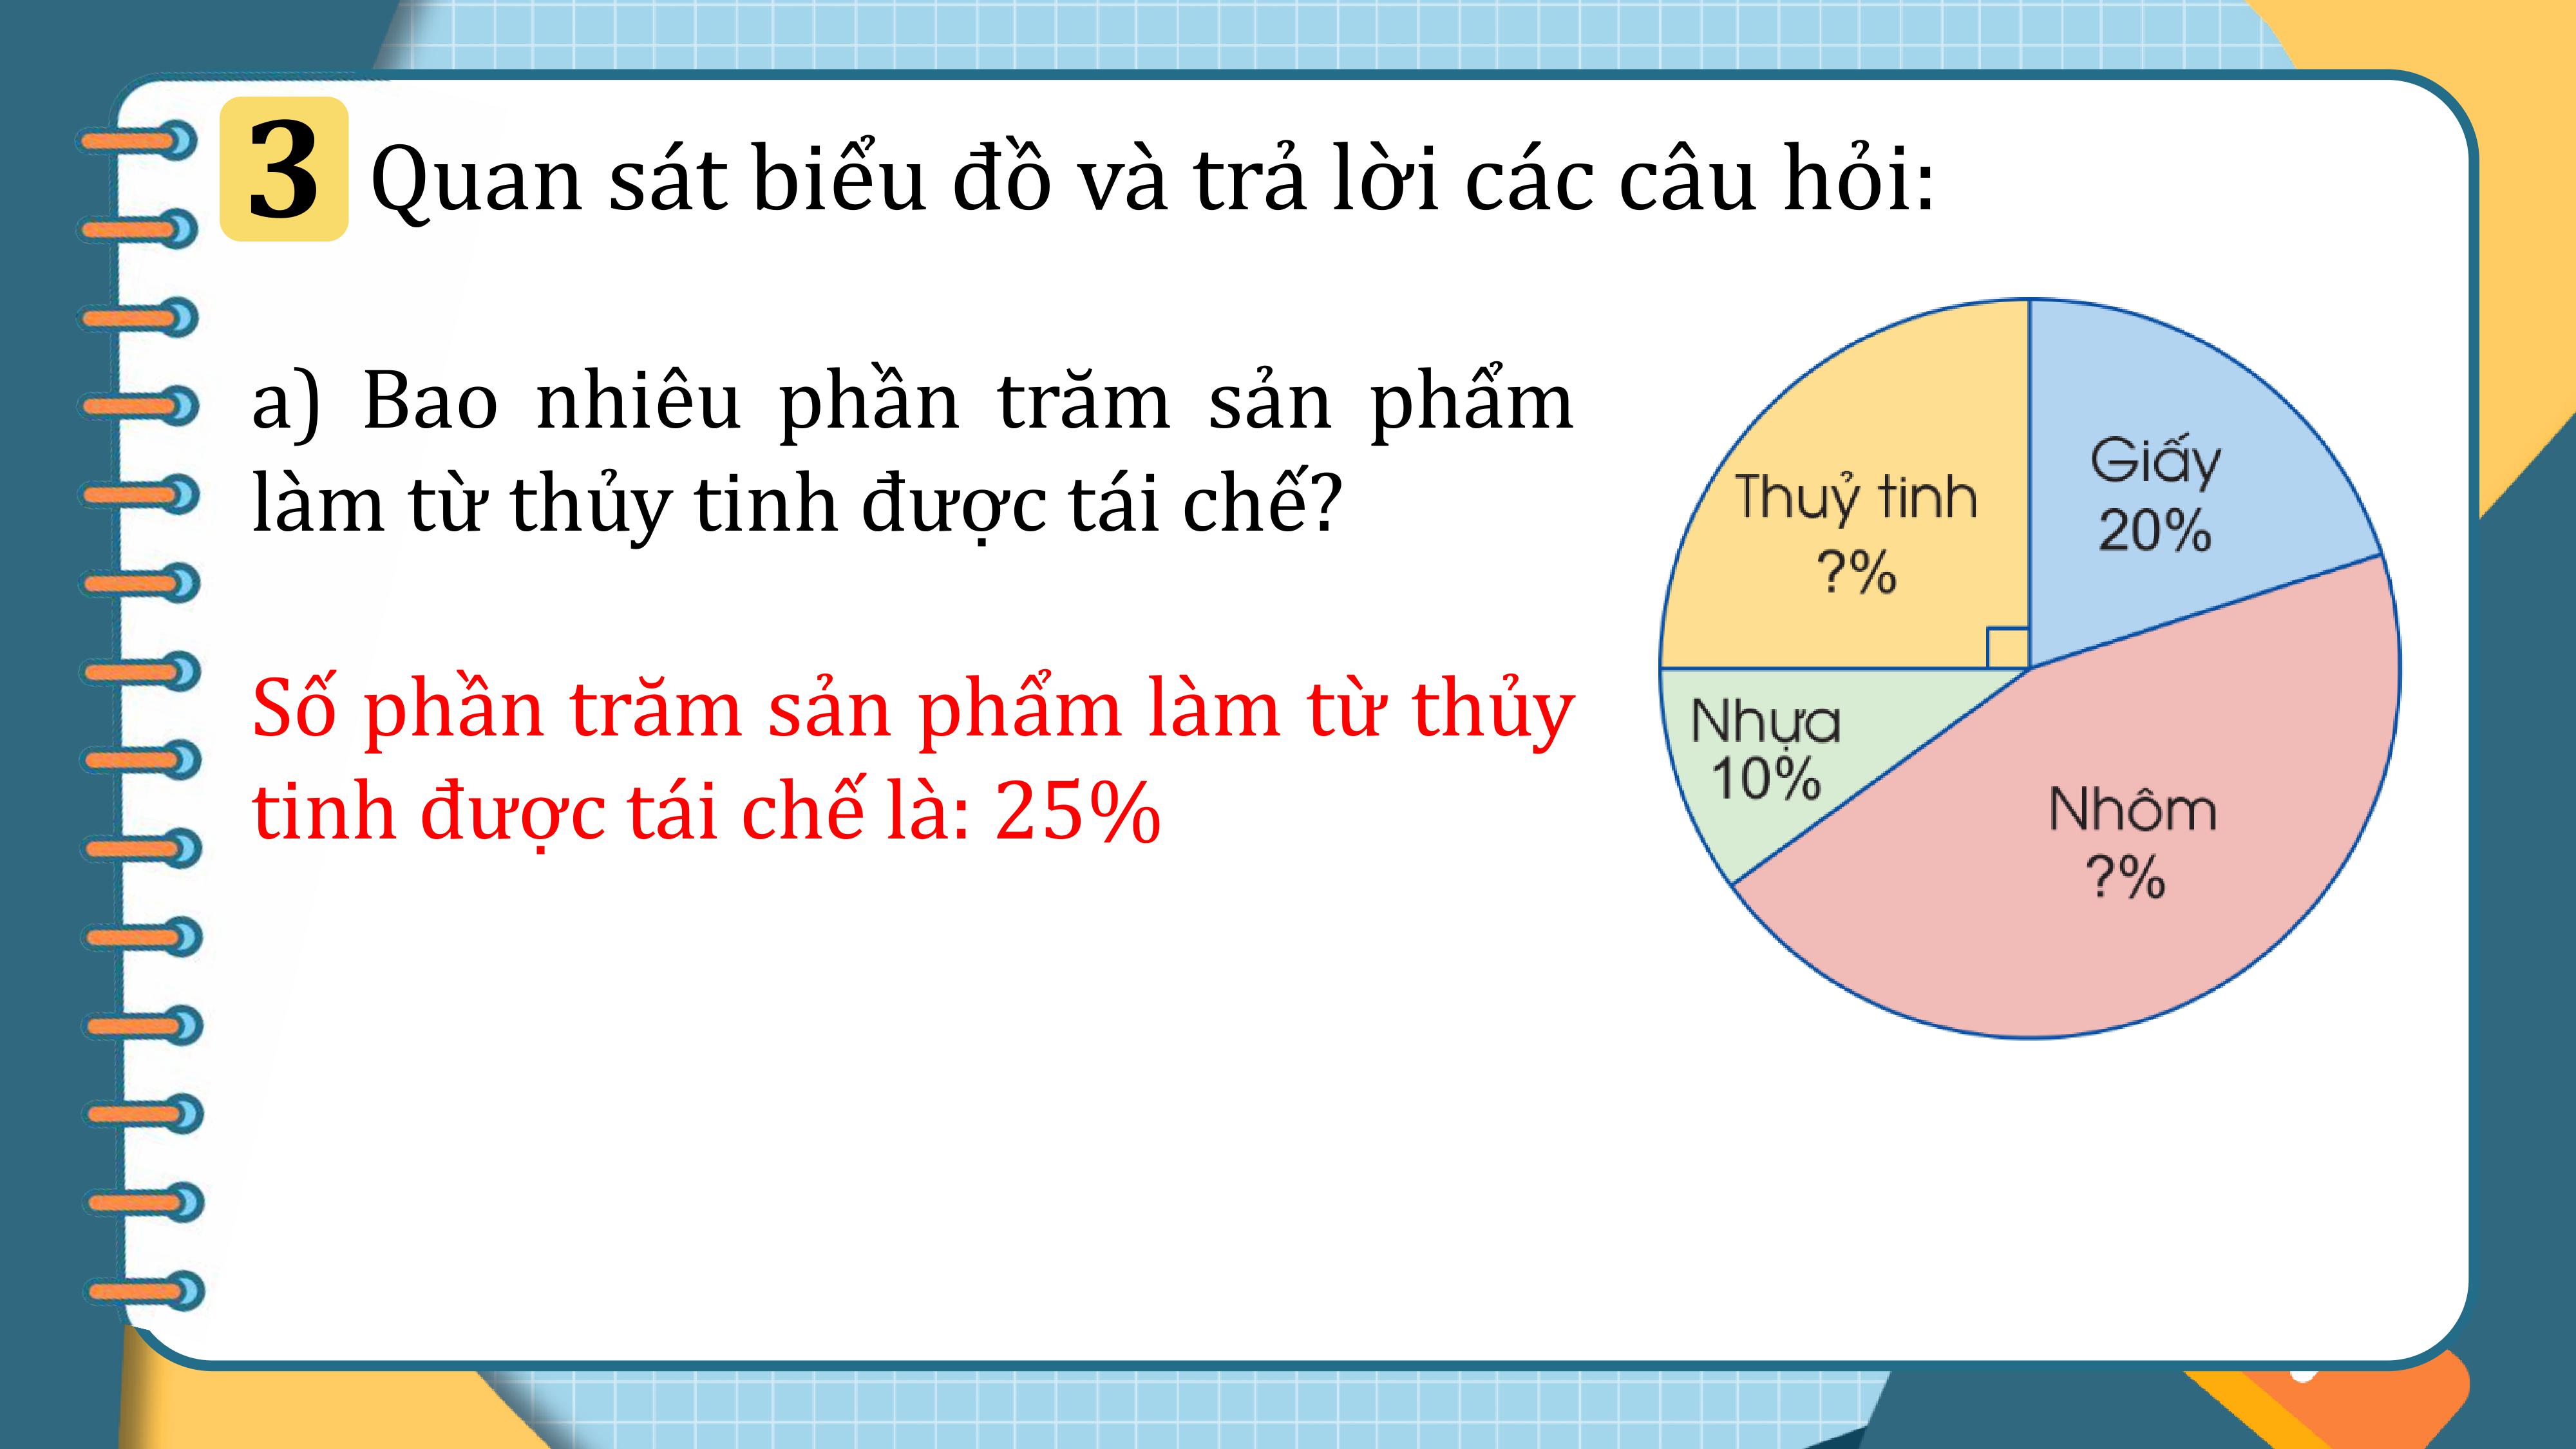 3 Quan sát biểu đồ và trả lời các câu hỏi:
a) Bao nhiêu phần trăm sản phẩm
làm từ thủy tinh được tái chế?
Số phần trăm sản phẩm làm từ thủy
tinh được tái chế là: 25%
Thuỷ tinh
?%
Giấy
20%
Nhựa
10%
Nhôm
?%